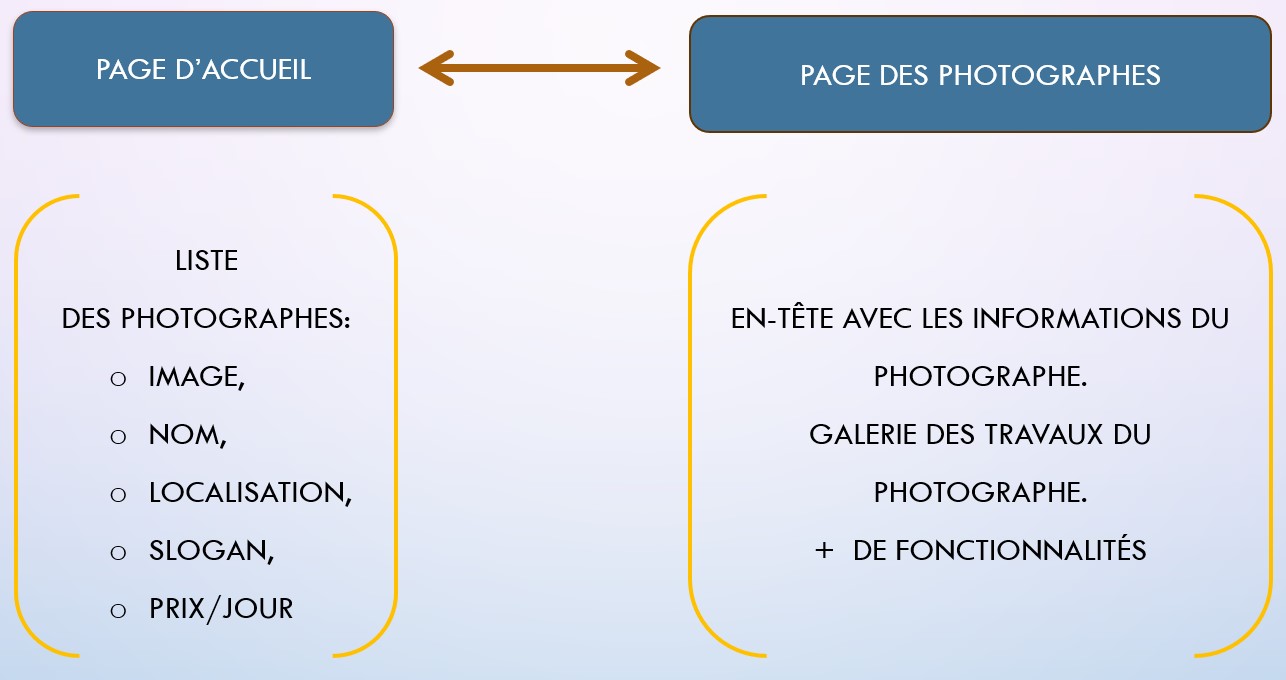 PAGE D’ACCUEIL
PAGE DES PHOTOGRAPHES
LISTE
DES PHOTOGRAPHES:
o IMAGE,
o NOM,
o LOCALISATION,
o SLOGAN,
o PRIX/JOUR
EN-TÊTE AVEC LES INFORMATIONS DU
PHOTOGRAPHE.
GALERIE DES TRAVAUX DU
PHOTOGRAPHE.
+ DE FONCTIONNALITÉS